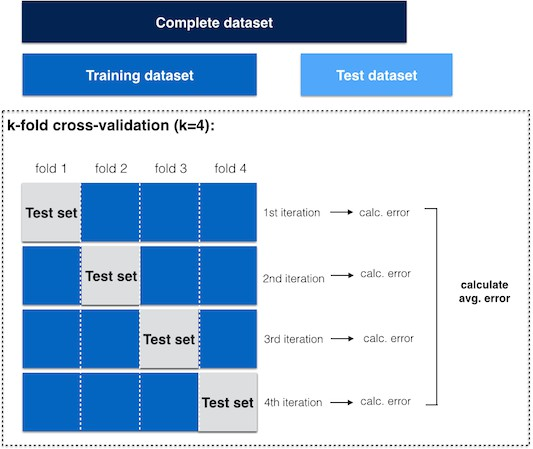 Complete dataset
Training dataset
Test dataset
k-fold cross-validation (k=4):
fold 1 fold 2 fold 3 fold 4
Test set
1st iteration calc. error
Test set
2nd iteration calc. error
calculate
avg. error
Test set
3rd iteration calc. error
Test set
4th iteration calc. error